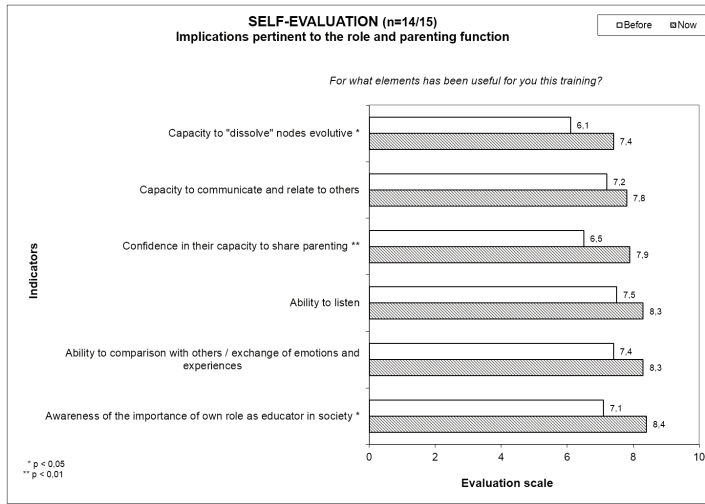 SELF-EVALUATION (n=14/15)
Implications pertinent to the role and parenting function
Before Now
For what elements has been useful for you this training?
Capacity to "dissolve" nodes evolutive *
6,1
7,4
Capacity to communicate and relate to others
7,2
7,8
Confidence in their capacity to share parenting **
6,5
7,9
Ability to listen
7,5
8,3
Ability to comparison with others / exchange of emotions and
experiences
7,4
8,3
Awareness of the importance of own role as educator in society *
7,1
8,4
Indicators
0 2 4 6 8 10
Evaluation scale
* p < 0,05
** p < 0,01